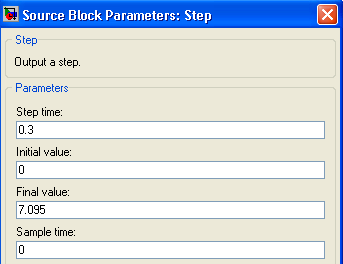 Source Block Parameters: Step
Step
Output a step.
Parameters
Step time:
0.3
Initial value:
0
Final value:
7.095
Sample time:
0